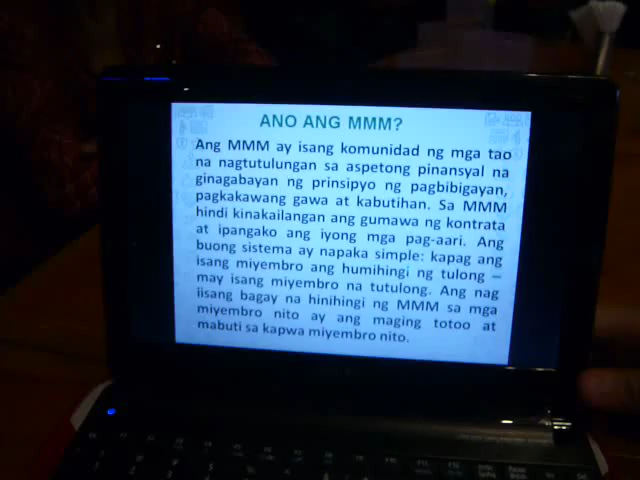 ANO ANG MMM?
Ang MMM ay isang komunidad ng mga tao
na nagtutulungan sa aspetong pinansyal na
ginagabayan ng prinsipyo ng pagbibigayan,
pagkakawang gawa at kabutihan. Sa MMM
hindi kinakailangan ang gumawa ng kontrata
at ipangako ang iyong mga pag-aari. Ang
buong sistema ay napaka simple: kapag ang
isang miyembro ang humihingi ng tulong –
may isang miyembro na tutulong. Ang nag
iisang bagay na hinihingi ng MMM sa mga
miyembro nito ay ang maging totoo at
mabuti sa kapwa miyembro nito.